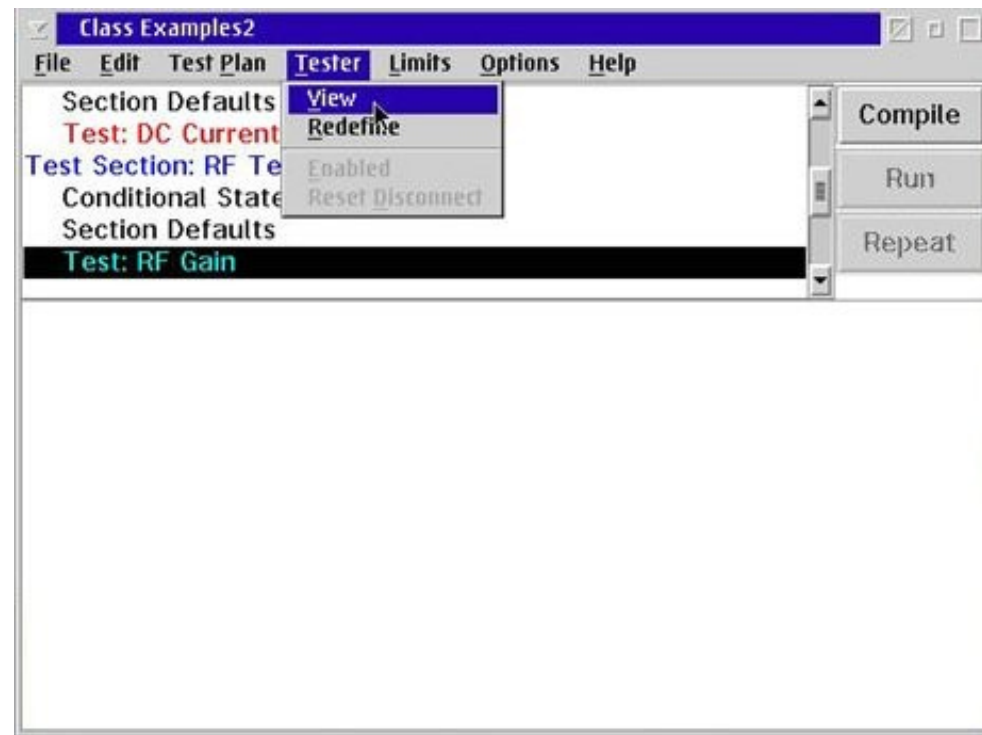 Class Examples2
File Edit Test Plan Tester Limits Options Help
Section Defaults
Test: DC Current
Test Section: RF Te
Conditional State
Section Defaults
Test: RF Gain
View
Redefine
Enabled
Reset Disconnect
Compile
Run
Repeat